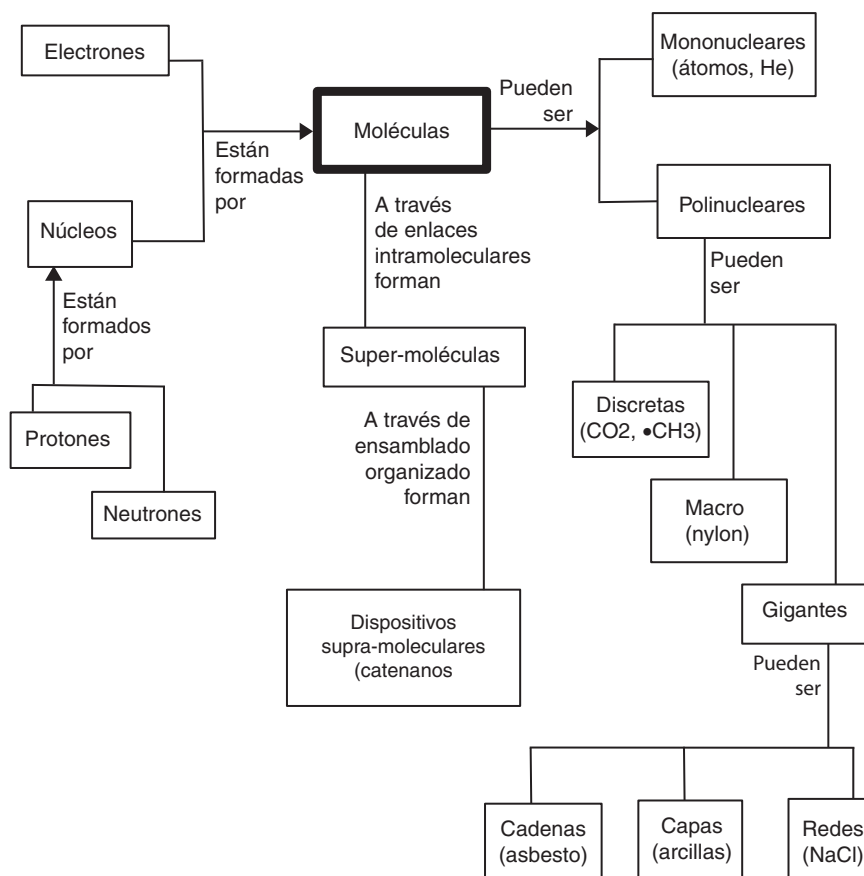 Electrones
Están
formadas
por
Núcleos
Están
formados
por
Protones
Neutrones
Moléculas
A través
de enlaces
intramoleculares
forman
Super-moléculas
A través de
ensamblado
organizado
forman
Dispositivos
supra-moleculares
(catenanos
Pueden
ser
Mononucleares
(átomos, He)
Polinucleares
Pueden
ser
Discretas
(CO2, •CH3)
Macro
(nylon)
Gigantes
Pueden
ser
Cadenas
(asbesto)
Capas
(arcillas)
Redes
(NaCl)